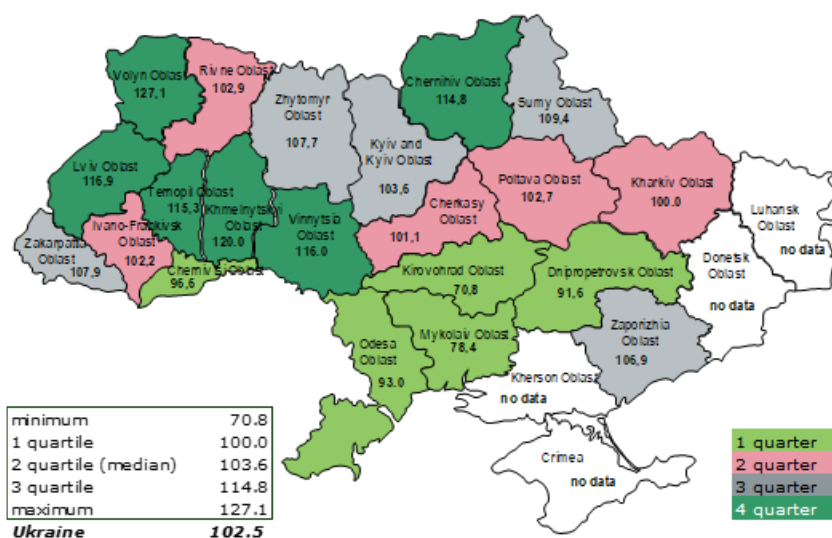 Volyn Oblast
127,1
Rivne Oblast
102,9
Zhytomyr
Oblast
107,7
Chernihiv Oblast
114,8
Sumy Oblast
109,4
Kyiv and
Kyiv Oblast
103,6
Lviv Oblast
116,9
Ternopil Oblast
115,3
Khmelnytskyi
Oblast
120.0
Vinnytsia
Oblast
116.0
Cherkasy
Oblast
101,1
Poltava Oblast
102,7
Kharkiv Oblast
100.0
Luhansk
Oblast
no data
Donetsk
Oblast
no data
Zakarpattia
Oblast
107,9
Ivano-Frankivsk
Oblast
102,2
Chernivtsi Oblast
96,6
Kirovohrad Oblast
70,8
Dnipropetrovsk Oblast
91,6
Zaporizhia
Oblast
106,9
Odesa
Oblast
93.0
Mykolaiv Oblast
78,4
Kherson Oblast
no data
Crimea
no data
minimum 70.8
1 quartile 100.0
2 quartile (median) 103.6
3 quartile 114.8
maximum 127.1
Ukraine 102.5
1 quarter
2 quarter
3 quarter
4 quarter